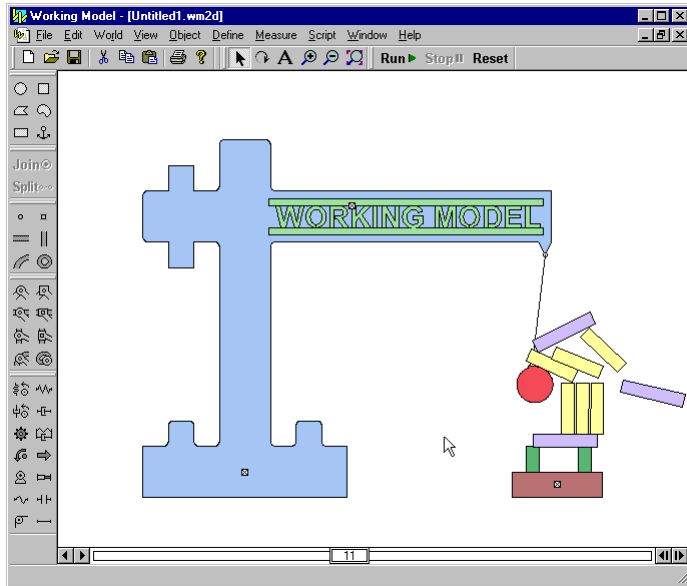 Working Model - [Untitled1.wm2d]
File Edit World View Object Define Measure Script Window Help
A Run Stop Reset
Join
Split
WORKING MODEL
11